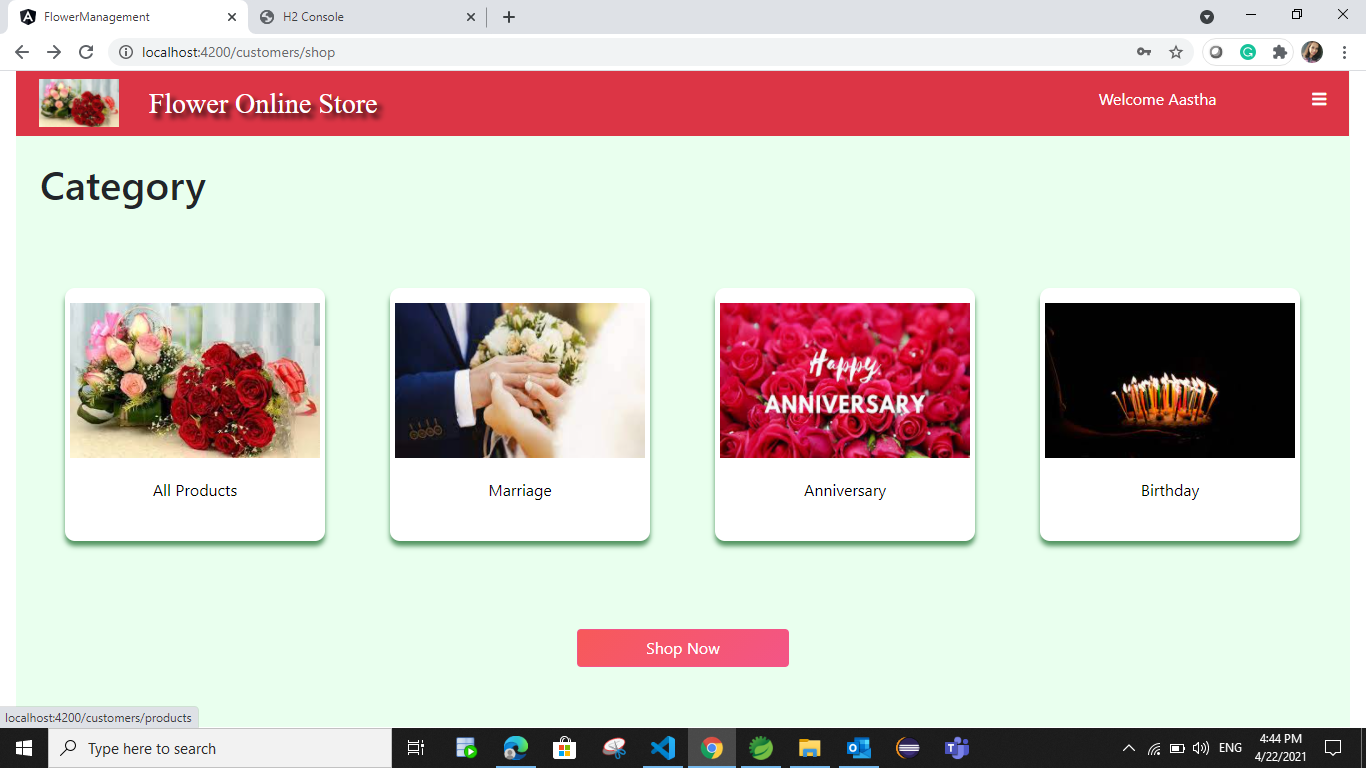 FlowerManagement
H2 Console
localhost:4200/customers/shop
Flower Online Store
Welcome Aastha
Category
Happy
ANNIVERSARY
All Products
Marriage
Anniversary
Birthday
Shop Now
localhost:4200/customers/products
Type here to search
ENG
4:44 PM
4/22/2021